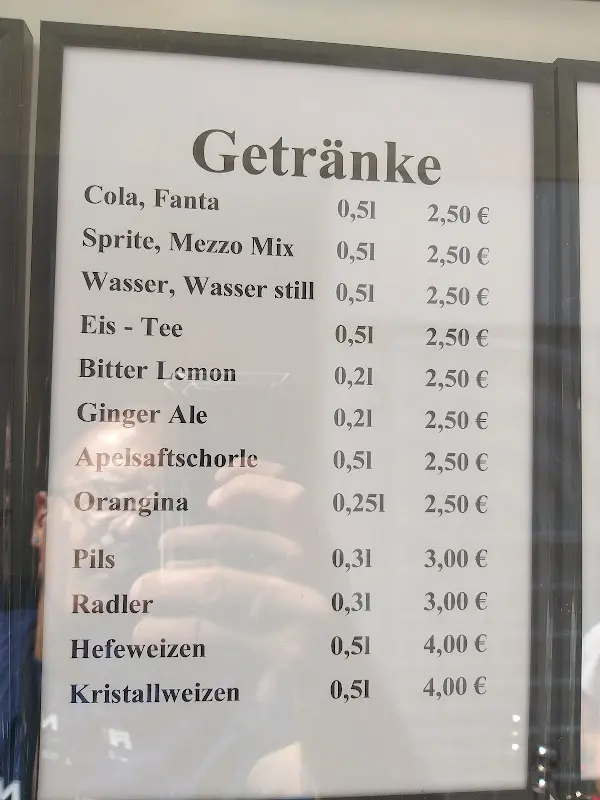 Getränke
Cola, Fanta 0,5l 2,50 €
Sprite, Mezzo Mix 0,5l 2,50 €
Wasser, Wasser still 0,5l 2,50 €
Eis - Tee 0,5l 2,50 €
Bitter Lemon 0,2l 2,50 €
Ginger Ale 0,2l 2,50 €
Apelsaftschorle 0,5l 2,50 €
Orangina 0,25l 2,50 €
Pils 0,3l 3,00 €
Radler 0,3l 3,00 €
Hefeweizen 0,5l 4,00 €
Kristallweizen 0,5l 4,00 €